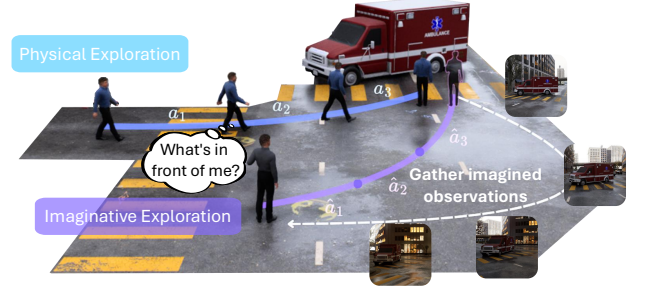 Physical Exploration
AMBULANCE
a₁
a₂
a₃
What's in
front of me?
â₃
Gather imagined
observations
â₂
Imaginative Exploration
â₁